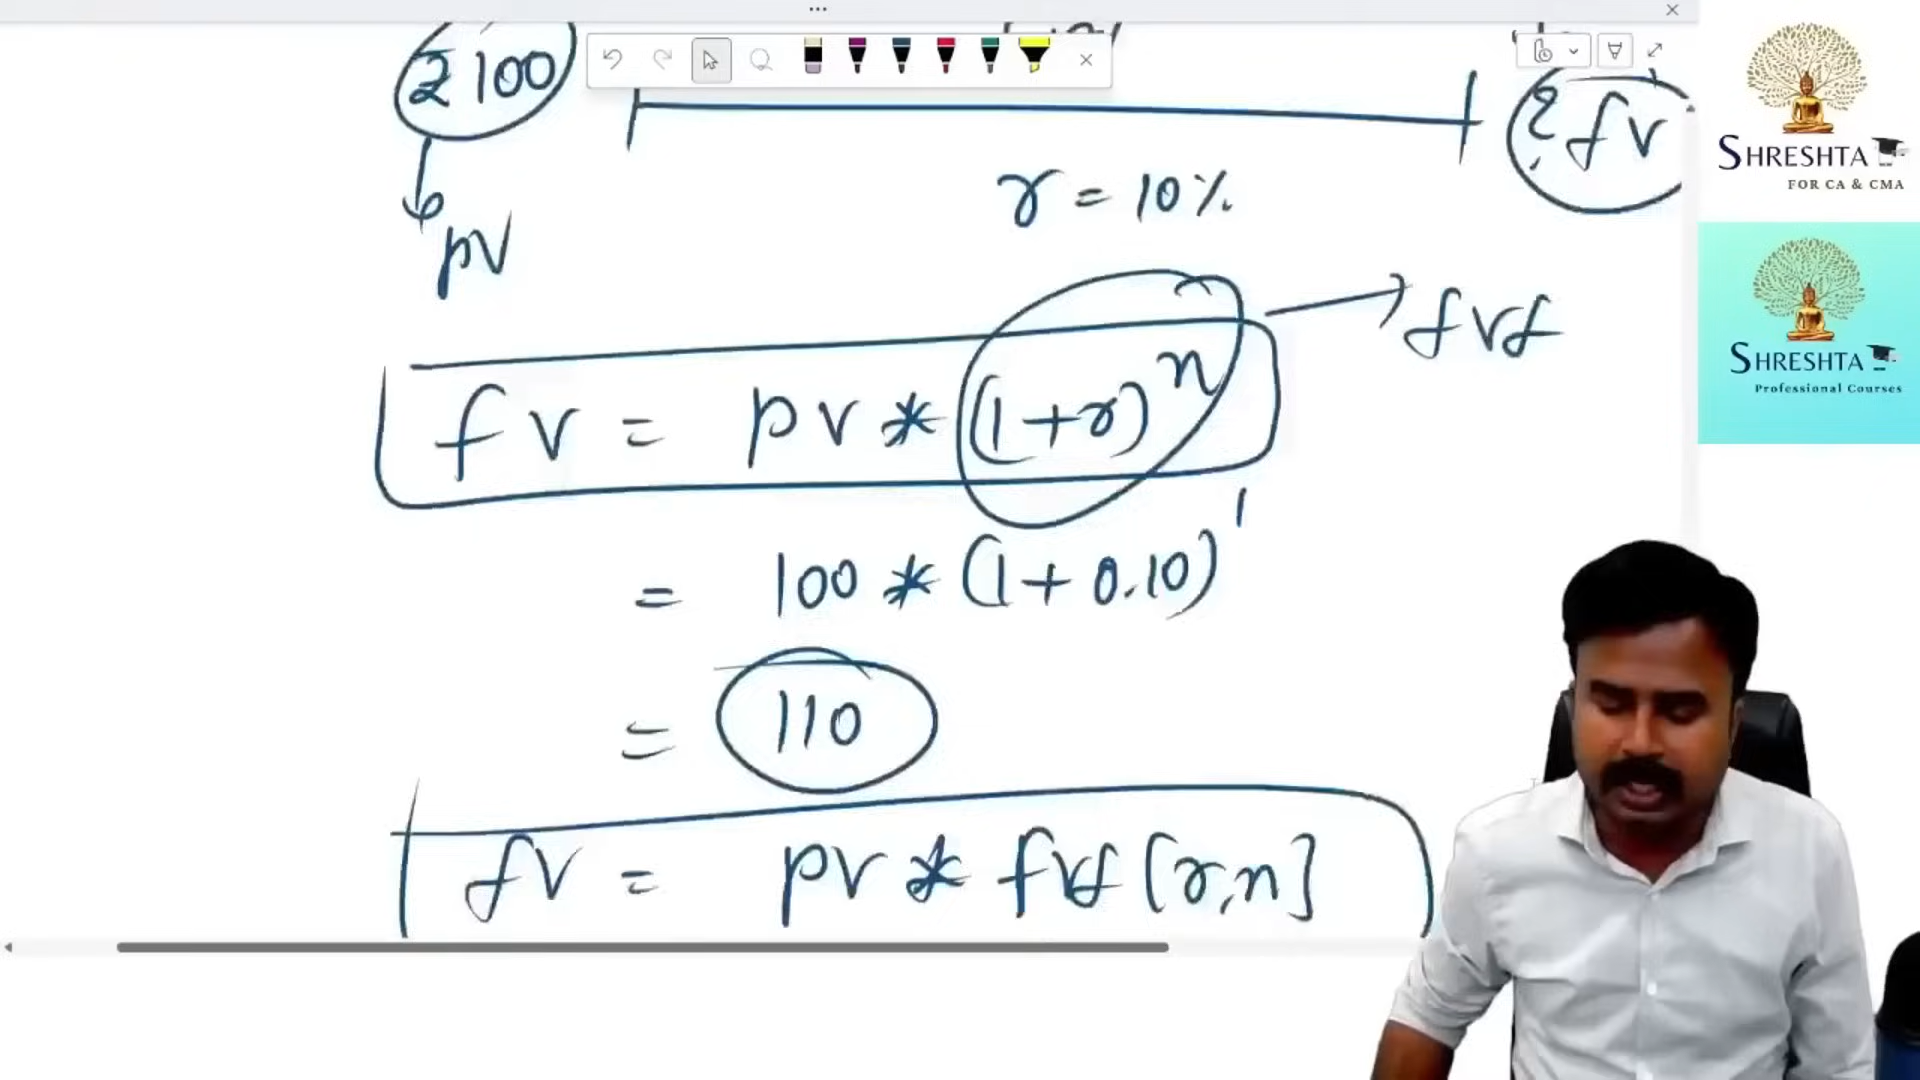 ₹ 100
? fv
r = 10%
pv
fvf
fv = pv * (1+r)^n
= 100 * (1+0.10)^1
= 110
fv = pv * fvf [r,n]
SHRESHTA
FOR CA & CMA
SHRESHTA
Professional Courses